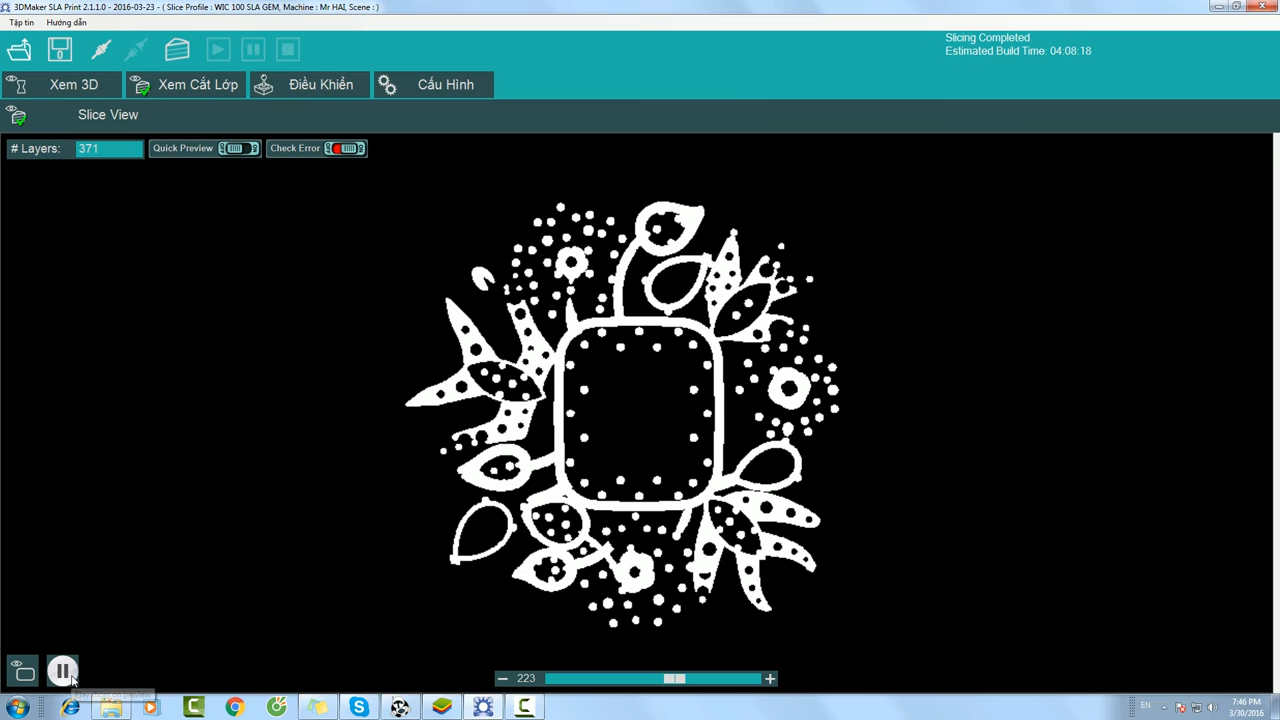 3DMaker SLA Print 2.1.1.0 - 2016-03-23 - ( Slice Profile : WIC 100 SLA GEM, Machine : Mr HAI, Scene : )
Tập tin Hướng dẫn
Slicing Completed
Estimated Build Time: 04:08:18
Xem 3D Xem Cắt Lớp Điều Khiển Cấu Hình
Slice View
# Layers: 371 Quick Preview Check Error
223
EN 7:46 PM
3/30/2016